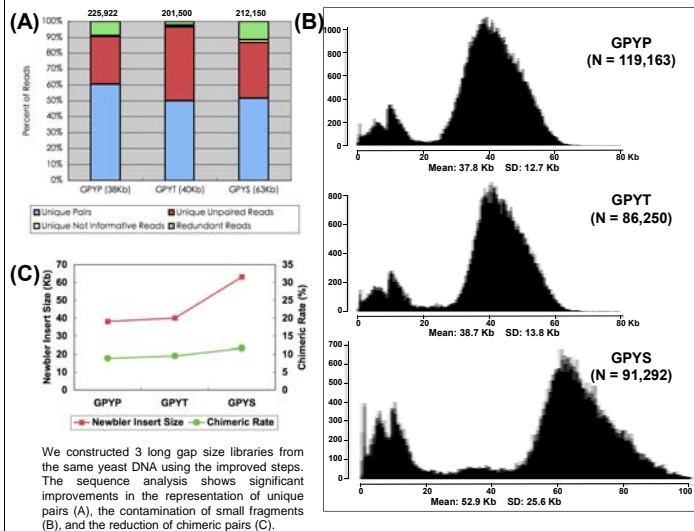 (A)
225,922 201,500 212,150
100%
90%
80%
70%
60%
50%
40%
30%
20%
10%
0%
Percent of Reads
GPYP (38Kb) GPYT (40Kb) GPYS (63Kb)
Unique Pairs Unique Unpaired Reads
Unique Not Informative Reads Redundant Reads
(B)
GPYP
(N = 119,163)
1000
800
600
400
200
0
0 20 40 60 80 Kb
Mean: 37.8 Kb SD: 12.7 Kb
GPYT
(N = 86,250)
800
600
400
200
0
0 20 40 60 80 Kb
Mean: 38.7 Kb SD: 13.8 Kb
GPYS
(N = 91,292)
700
600
500
400
300
200
100
0
0 20 40 60 80 100 Kb
Mean: 52.9 Kb SD: 25.6 Kb
(C)
70
60
50
40
30
20
10
0
Newbler Insert Size (Kb)
35
30
25
20
15
10
5
0
Chimeric Rate (%)
GPYP GPYT GPYS
Newbler Insert Size Chimeric Rate
We constructed 3 long gap size libraries from
the same yeast DNA using the improved steps.
The sequence analysis shows significant
improvements in the representation of unique
pairs (A), the contamination of small fragments
(B), and the reduction of chimeric pairs (C).